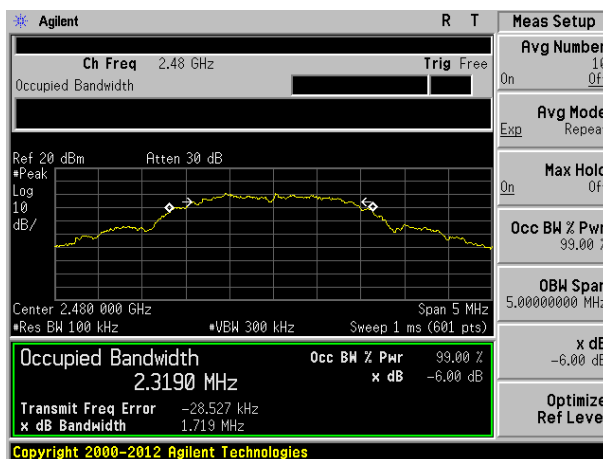 Agilent R T Meas Setup
Ch Freq 2.48 GHz Trig Free
Occupied Bandwidth
Avg Number
10
On Off
Avg Mode
Exp Repeat
Max Hold
On Off
Occ BW % Pwr
99.00 %
OBW Span
5.00000000 MHz
x dB
-6.00 dB
Optimize
Ref Level
Ref 20 dBm Atten 30 dB
#Peak
Log
10
dB/
Center 2.480 000 GHz Span 5 MHz
#Res BW 100 kHz #VBW 300 kHz Sweep 1 ms (601 pts)
Occupied Bandwidth Occ BW % Pwr 99.00 %
2.3190 MHz x dB -6.00 dB
Transmit Freq Error -28.527 kHz
x dB Bandwidth 1.719 MHz
Copyright 2000-2012 Agilent Technologies